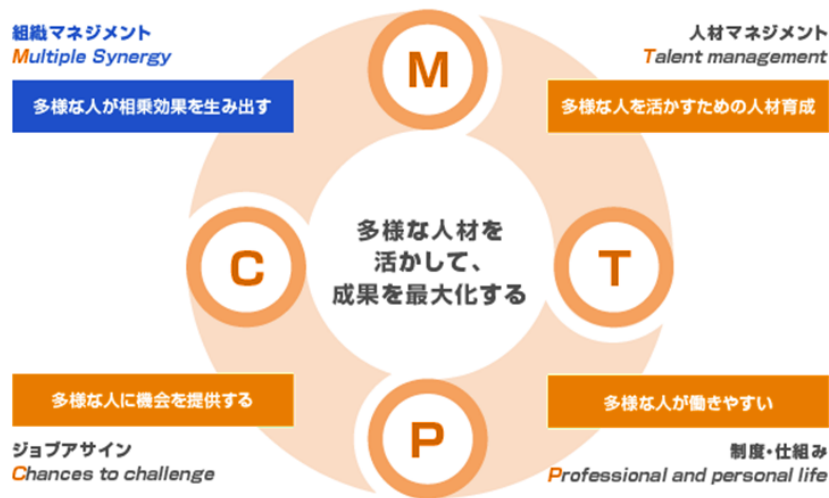 組織マネジメント
Multiple Synergy
多様な人が相乗効果を生み出す
M
人材マネジメント
Talent management
多様な人を活かすための人材育成
C
多様な人材を
活かして、
成果を最大化する
T
多様な人に機会を提供する
ジョブアサイン
Chances to challenge
P
多様な人が働きやすい
制度・仕組み
Professional and personal life